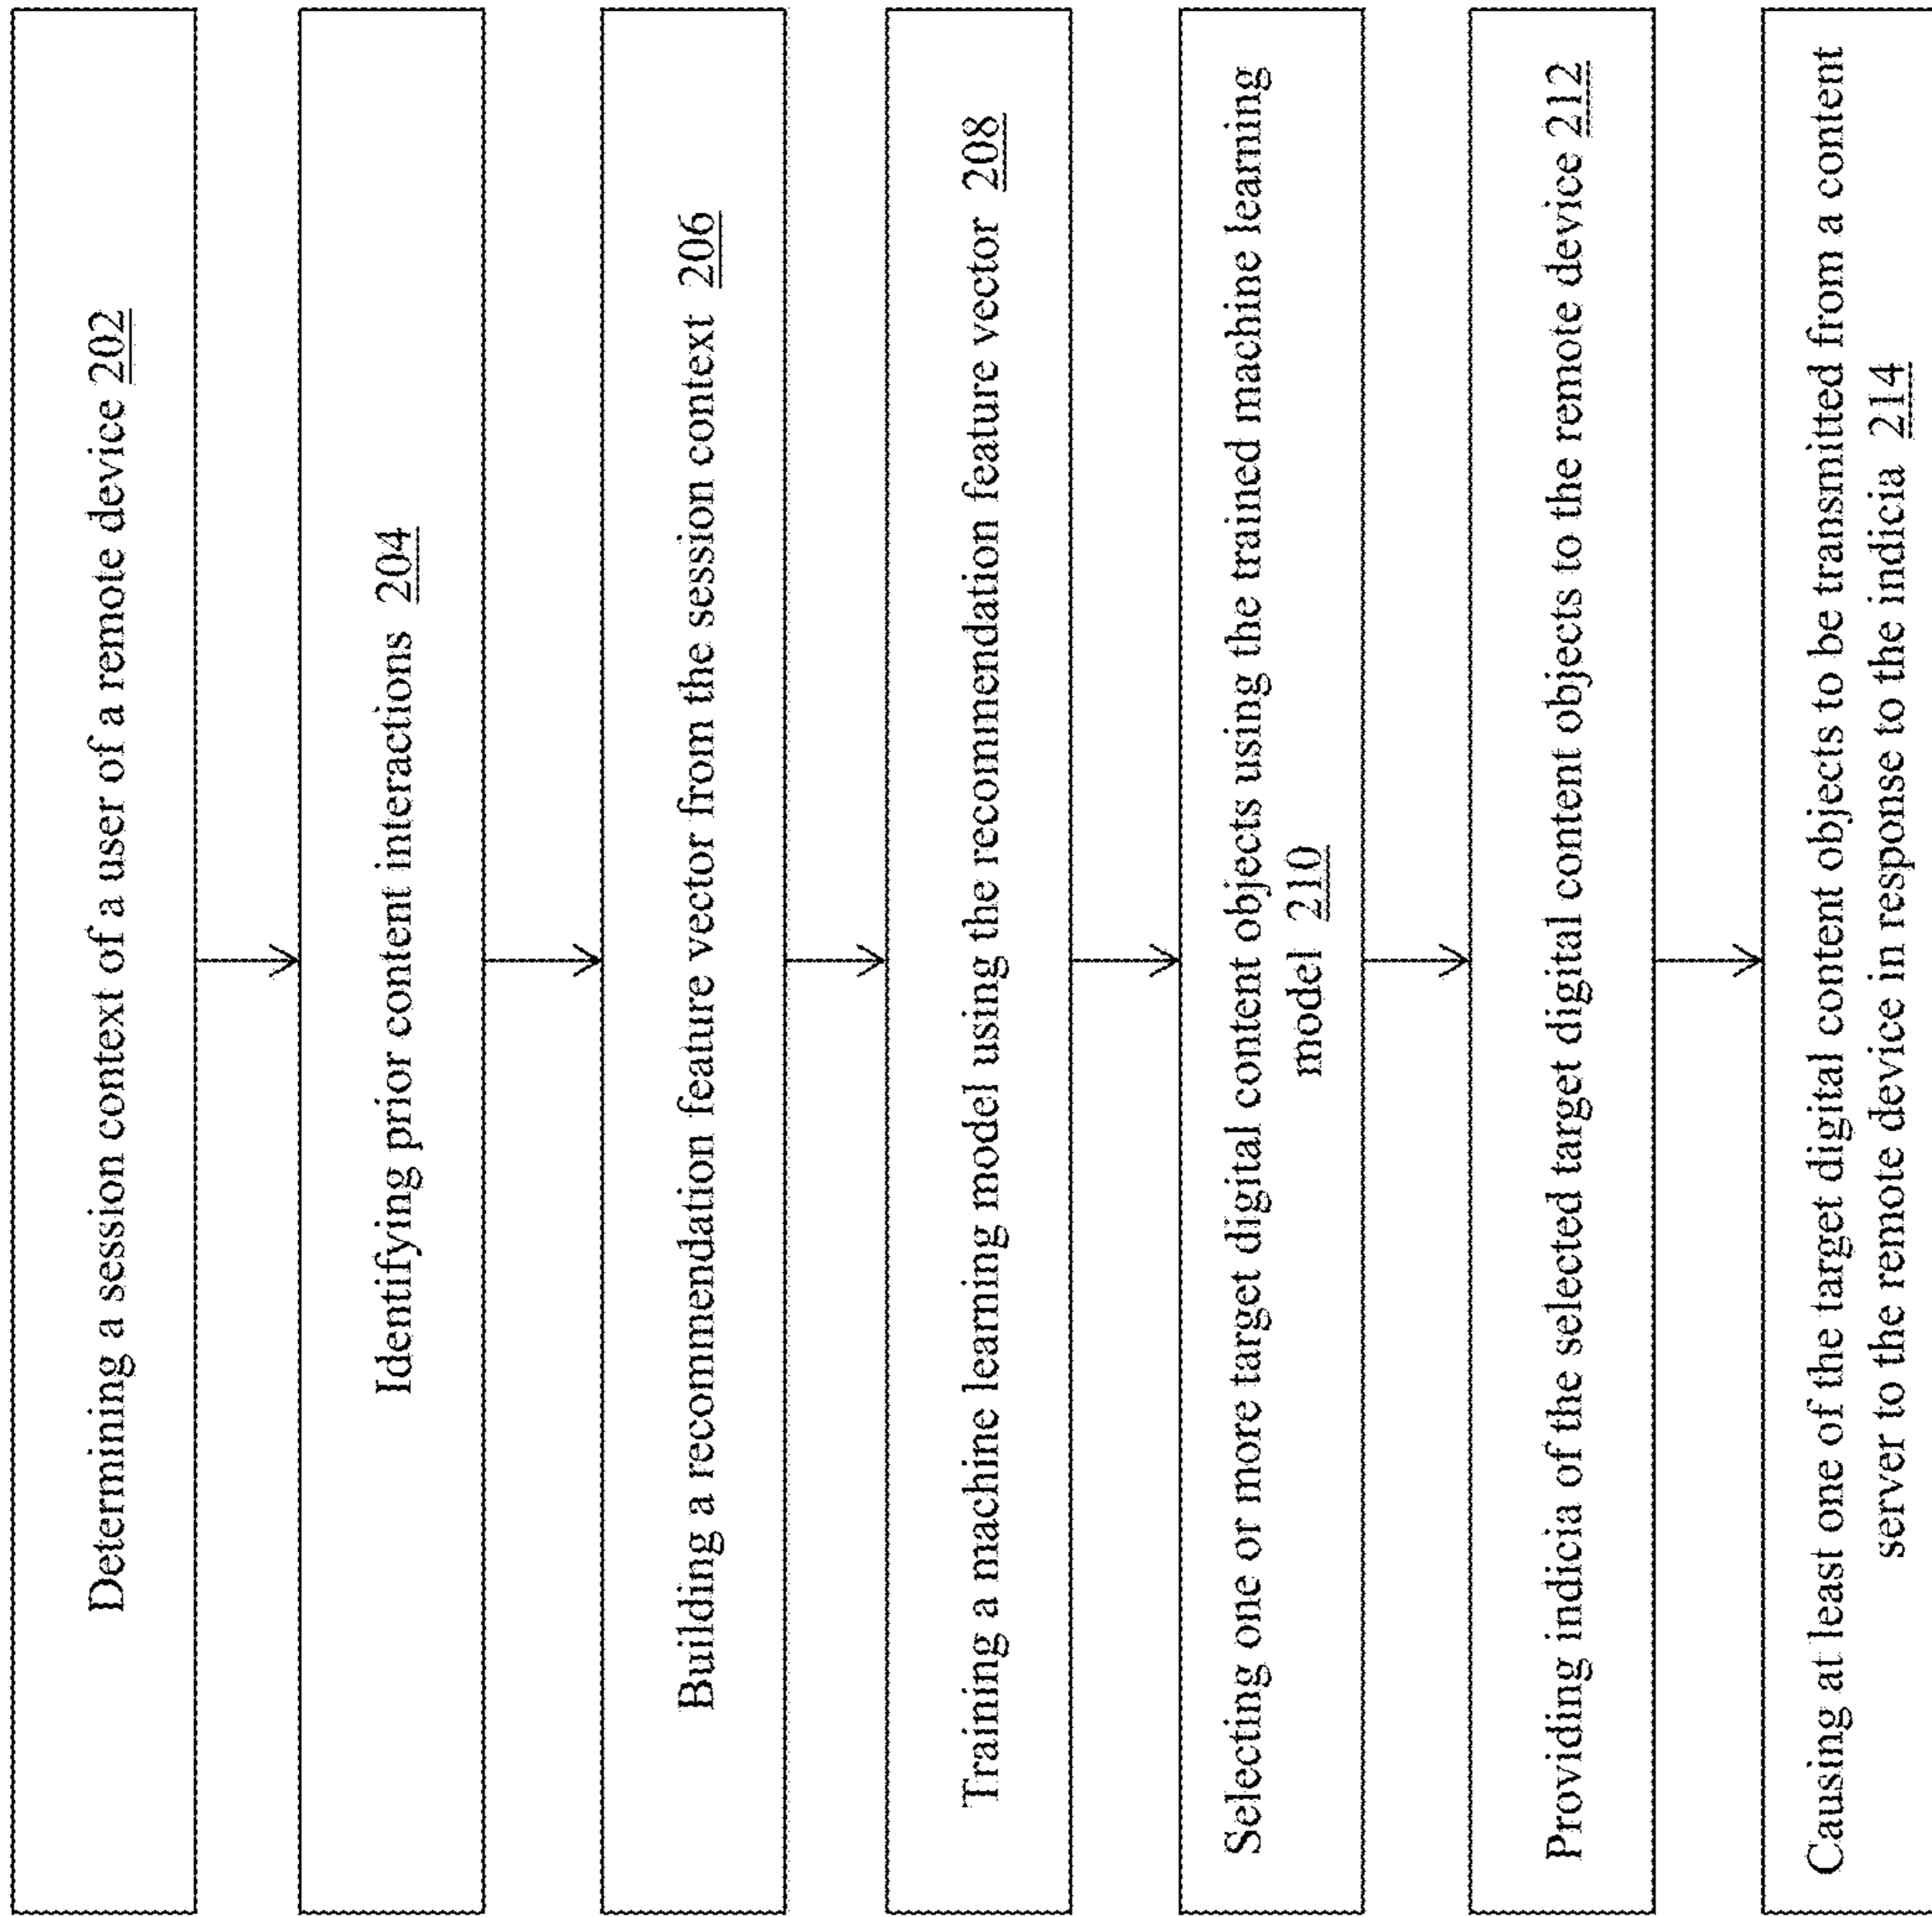 Determining a session context of a user of a remote device 202
Identifying prior content interactions 204
Building a recommendation feature vector from the session context 206
Training a machine learning model using the recommendation feature vector 208
Selecting one or more target digital content objects using the trained machine learning
model 210
Providing indicia of the selected target digital content objects to the remote device 212
Causing at least one of the target digital content objects to be transmitted from a content
server to the remote device in response to the indicia 214